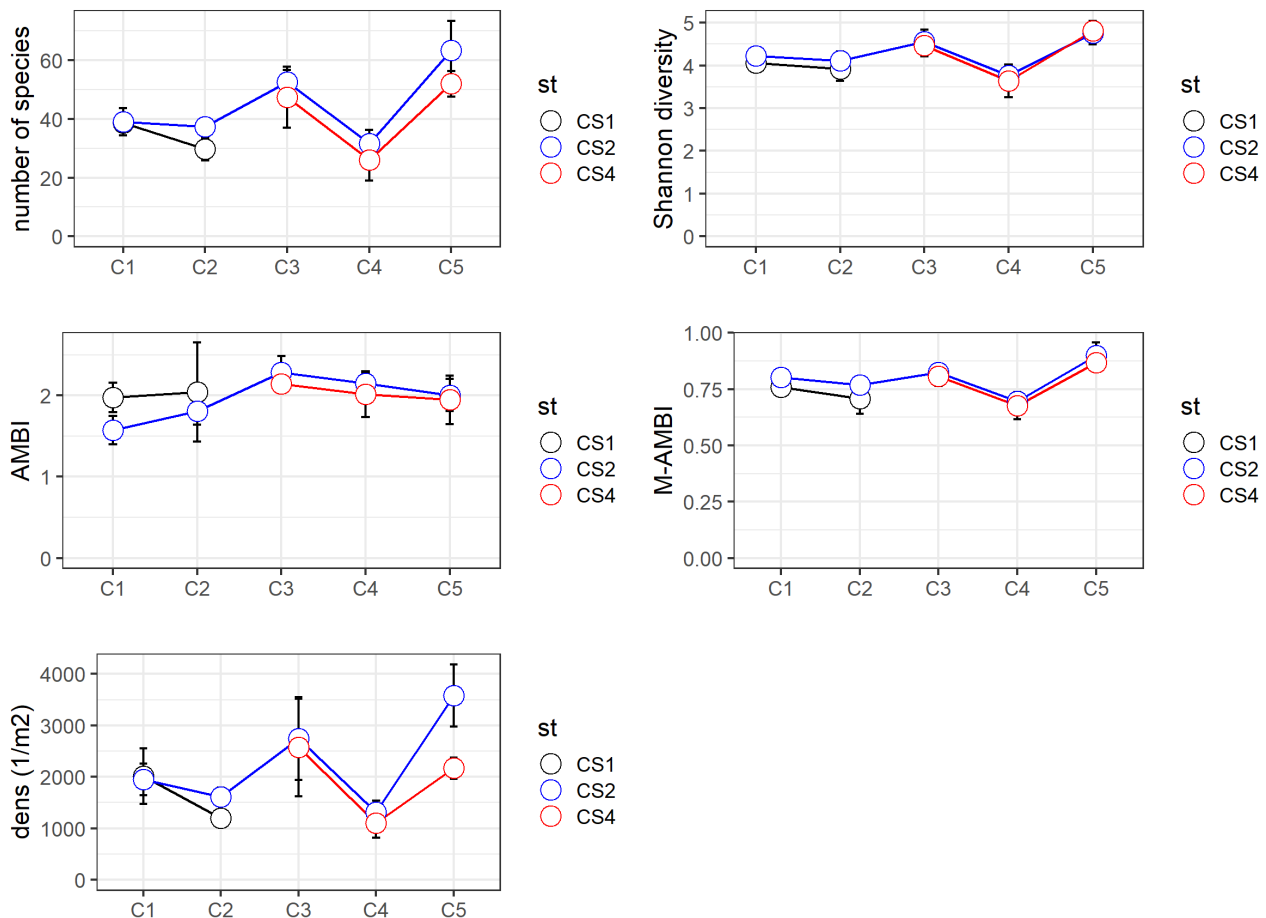 number of species
60
40
20
0
C1 C2 C3 C4 C5
st
CS1
CS2
CS4
Shannon diversity
5
4
3
2
1
0
C1 C2 C3 C4 C5
st
CS1
CS2
CS4
AMBI
2
1
0
C1 C2 C3 C4 C5
st
CS1
CS2
CS4
M-AMBI
1.00
0.75
0.50
0.25
0.00
C1 C2 C3 C4 C5
st
CS1
CS2
CS4
dens (1/m2)
4000
3000
2000
1000
0
C1 C2 C3 C4 C5
st
CS1
CS2
CS4